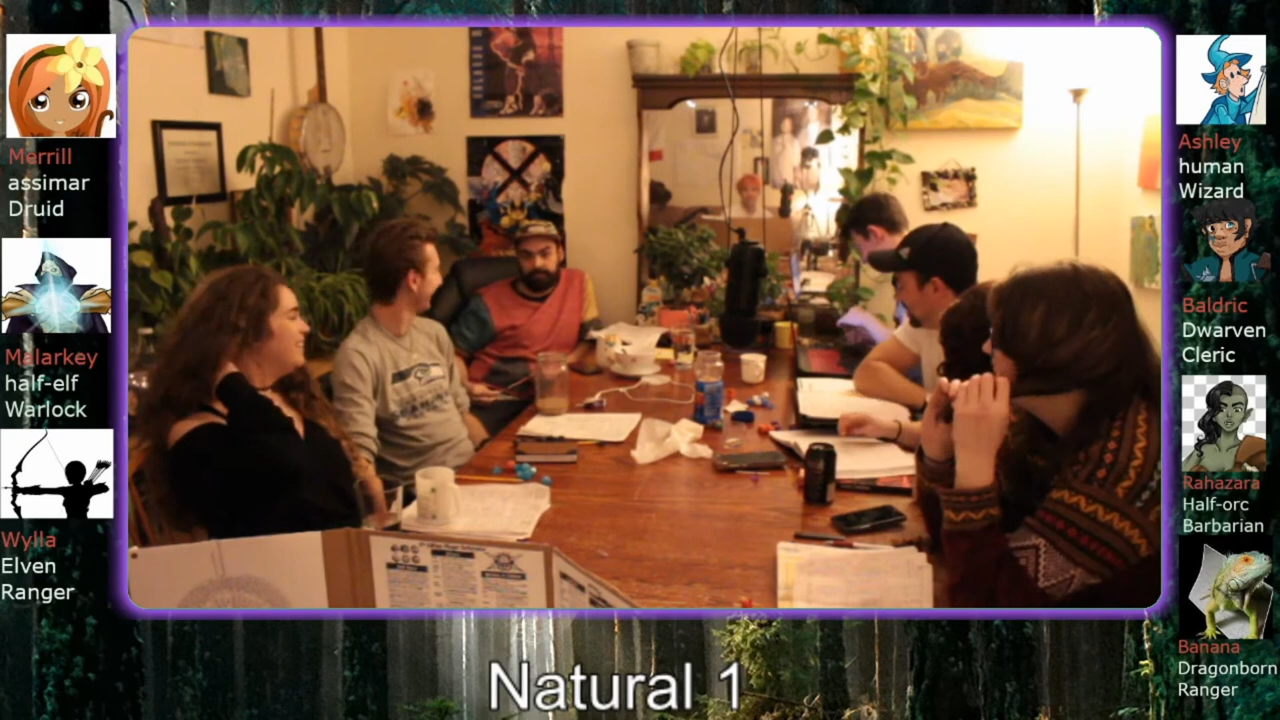 Merrill
assimar
Druid
Malarkey
half-elf
Warlock
Wylla
Elven
Ranger
Ashley
human
Wizard
Baldric
Dwarven
Cleric
Rahazara
Half-orc
Barbarian
Banana
Dragonborn
Ranger
Natural 1